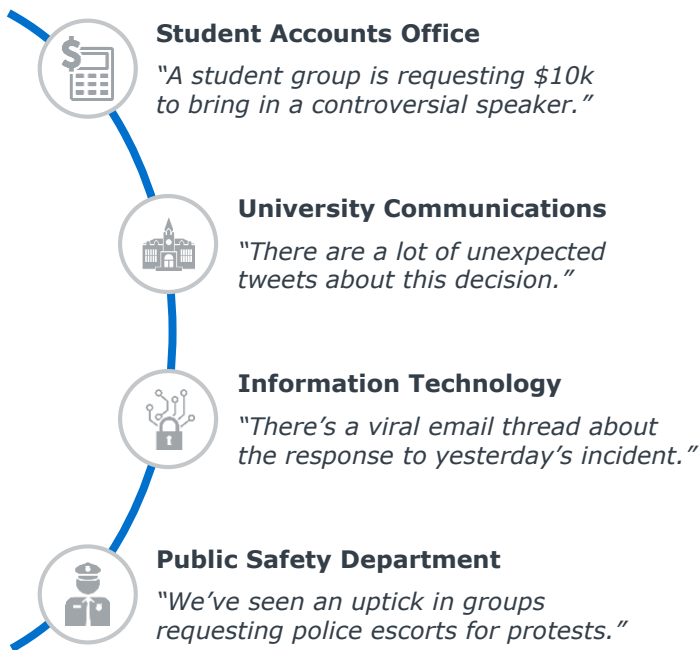 Student Accounts Office
“A student group is requesting $10k
to bring in a controversial speaker.”
University Communications
“There are a lot of unexpected
tweets about this decision.”
Information Technology
“There’s a viral email thread about
the response to yesterday’s incident.”
Public Safety Department
“We’ve seen an uptick in groups
requesting police escorts for protests.”